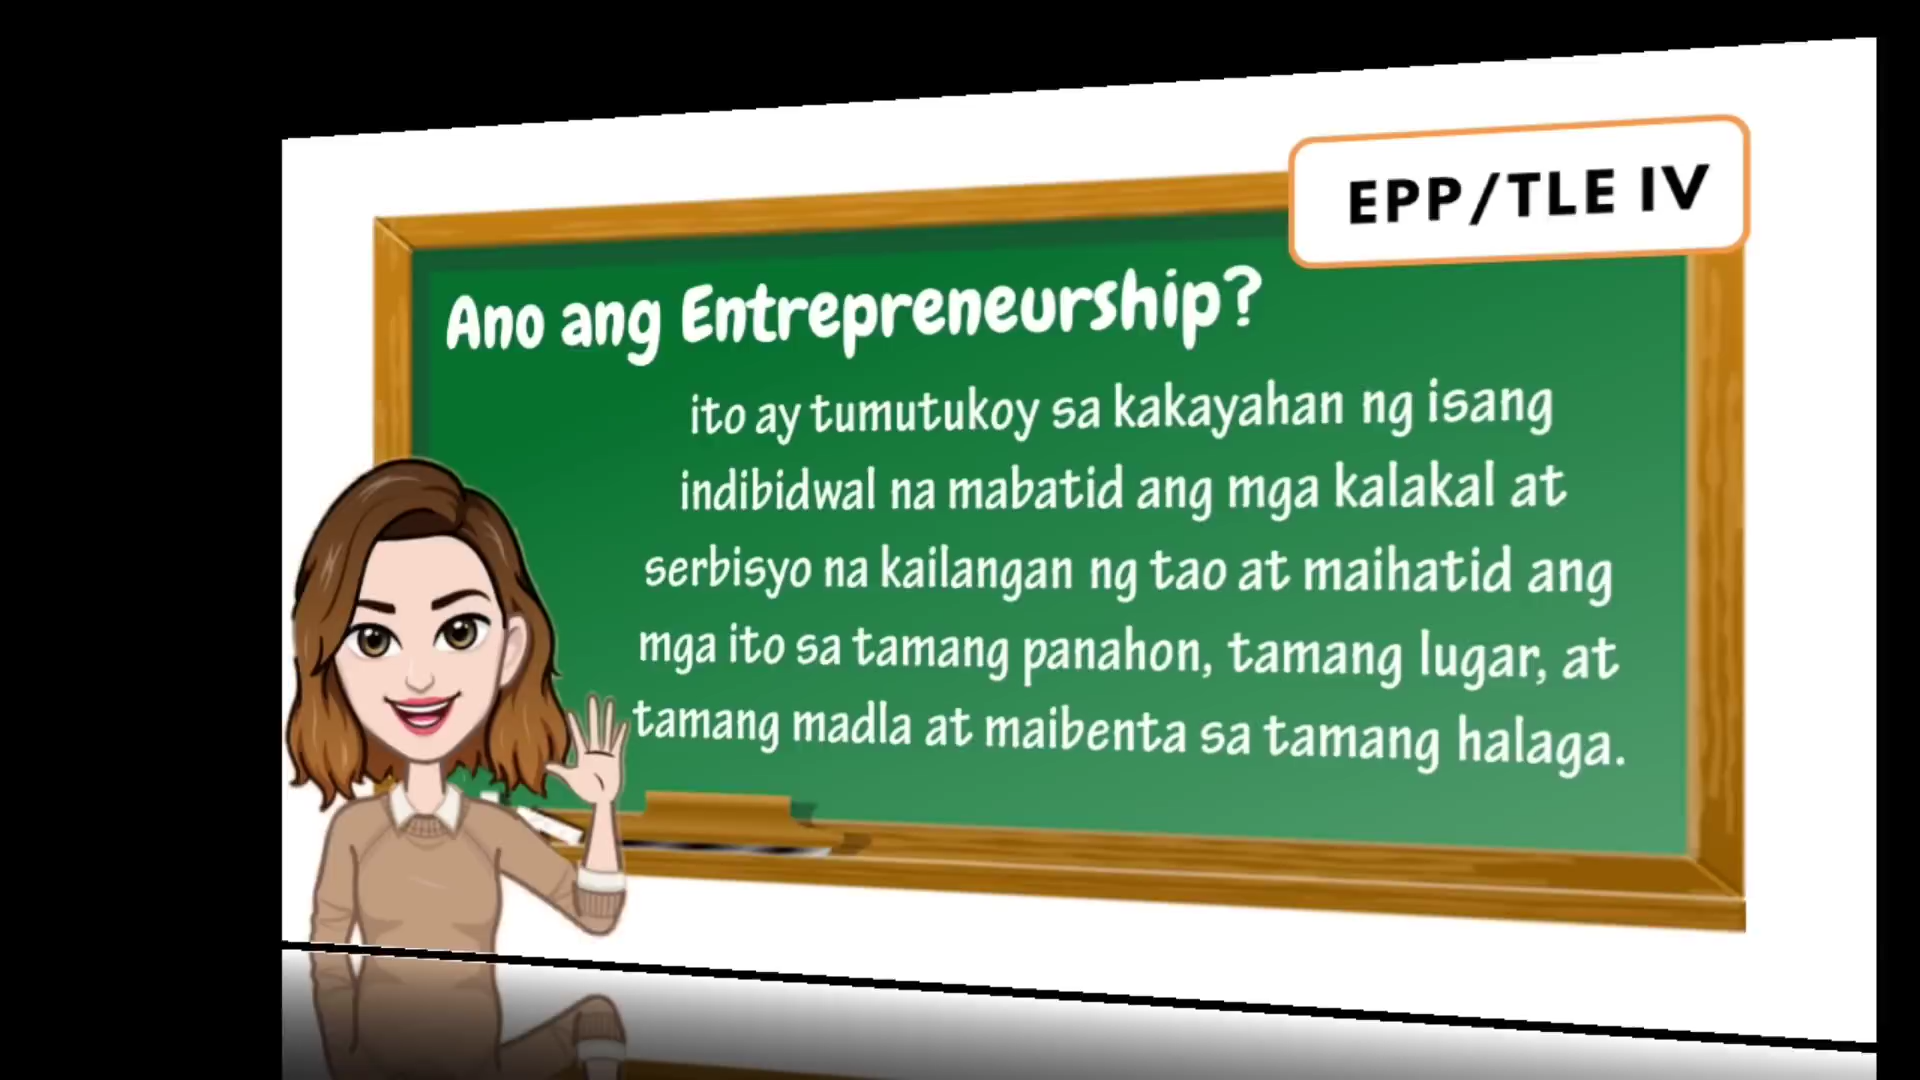 EPP/TLE IV
Ano ang Entrepreneurship?
ito ay tumutukoy sa kakayahan ng isang
indibidwal na mabatid ang mga kalakal at
serbisyo na kailangan ng tao at maihatid ang
mga ito sa tamang panahon, tamang lugar, at
tamang madla at maibenta sa tamang halaga.